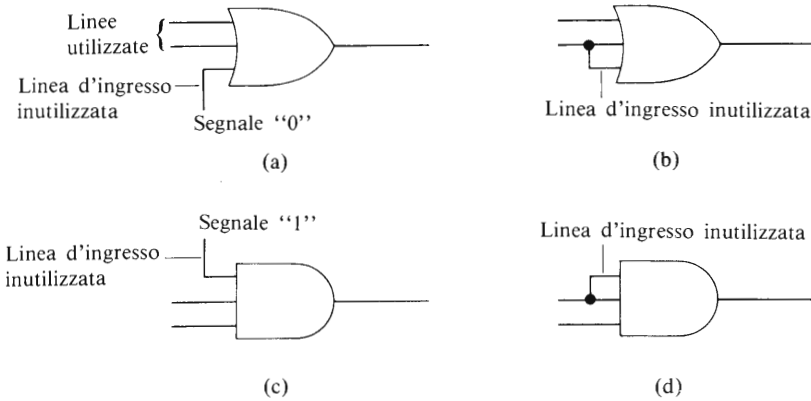 Linee
utilizzate
Linea d'ingresso
inutilizzata
Segnale “0”
(a)
Linea d'ingresso inutilizzata
(b)
Segnale “1”
Linea d'ingresso
inutilizzata
(c)
Linea d'ingresso inutilizzata
(d)